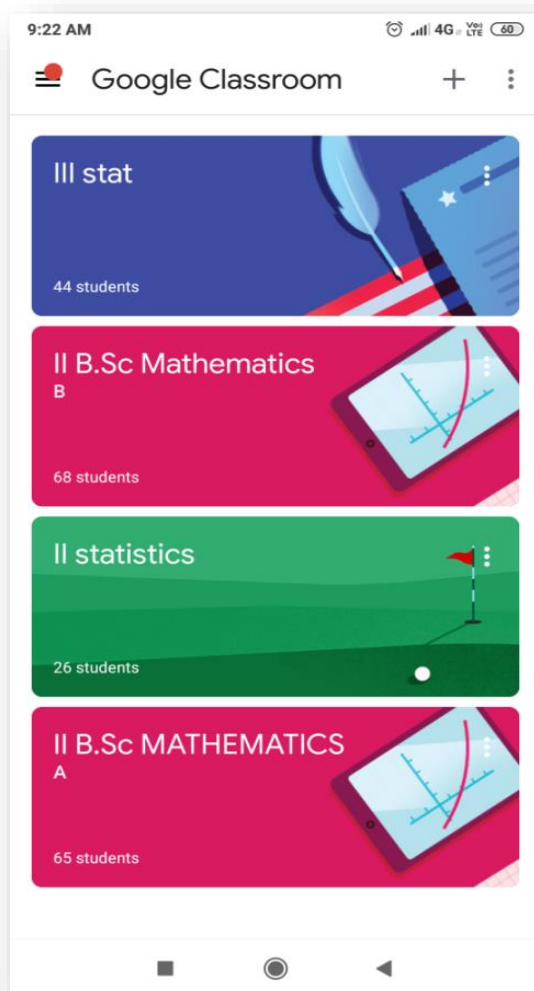 9:22 AM 4G VoLTE 60
Google Classroom
III stat
44 students
II B.Sc Mathematics
B
68 students
II statistics
26 students
II B.Sc MATHEMATICS
A
65 students